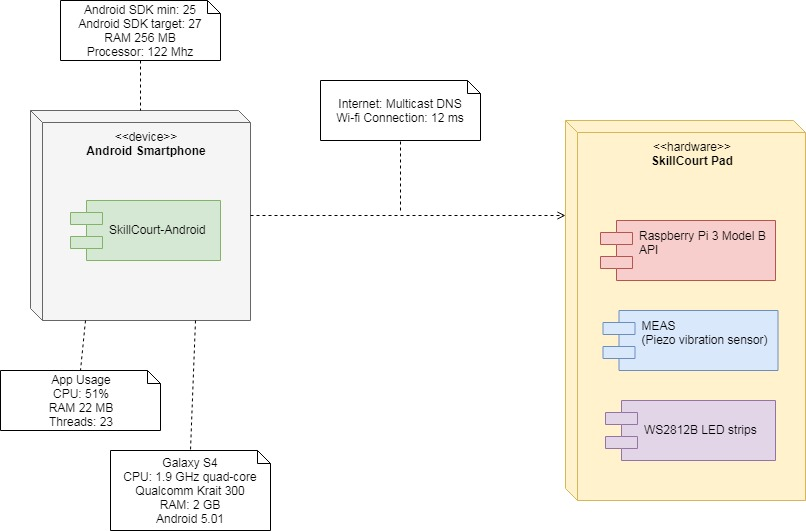 Android SDK min: 25
Android SDK target: 27
RAM 256 MB
Processor: 122 Mhz
Internet: Multicast DNS
Wi-fi Connection: 12 ms
<<device>>
Android Smartphone
SkillCourt-Android
<<hardware>>
SkillCourt Pad
Raspberry Pi 3 Model B
API
MEAS
(Piezo vibration sensor)
WS2812B LED strips
App Usage
CPU: 51%
RAM 22 MB
Threads: 23
Galaxy S4
CPU: 1.9 GHz quad-core
Qualcomm Krait 300
RAM: 2 GB
Android 5.01